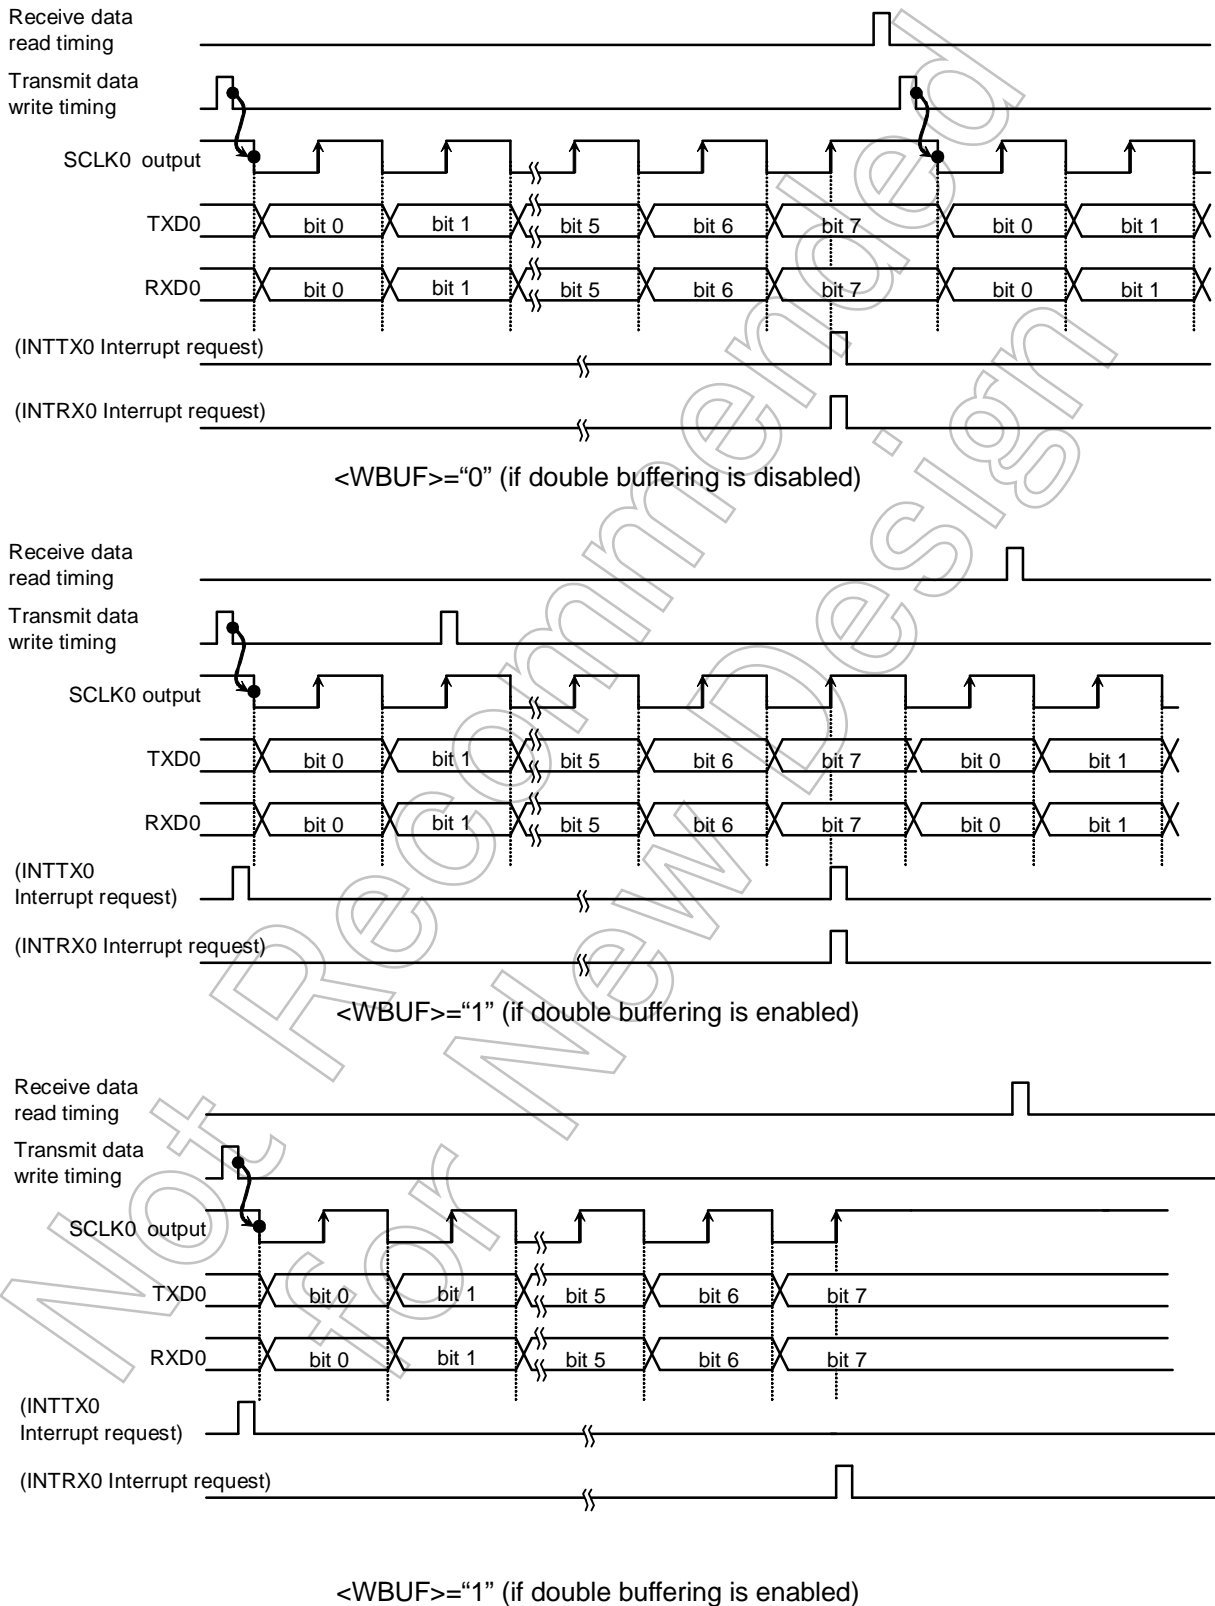 Receive data
read timing
Transmit data
write timing
SCLK0 output
TXD0 bit 0 bit 1 bit 5 bit 6 bit 7 bit 0 bit 1
RXD0 bit 0 bit 1 bit 5 bit 6 bit 7 bit 0 bit 1
(INTTX0 Interrupt request)
(INTRX0 Interrupt request)
<WBUF>=“0” (if double buffering is disabled)
Receive data
read timing
Transmit data
write timing
SCLK0 output
TXD0 bit 0 bit 1 bit 5 bit 6 bit 7 bit 0 bit 1
RXD0 bit 0 bit 1 bit 5 bit 6 bit 7 bit 0 bit 1
(INTTX0
Interrupt request)
(INTRX0 Interrupt request)
<WBUF>=“1” (if double buffering is enabled)
Receive data
read timing
Transmit data
write timing
SCLK0 output
TXD0 bit 0 bit 1 bit 5 bit 6 bit 7
RXD0 bit 0 bit 1 bit 5 bit 6 bit 7
(INTTX0
Interrupt request)
(INTRX0 Interrupt request)
<WBUF>=“1” (if double buffering is enabled)
Not Recommended
for New Design